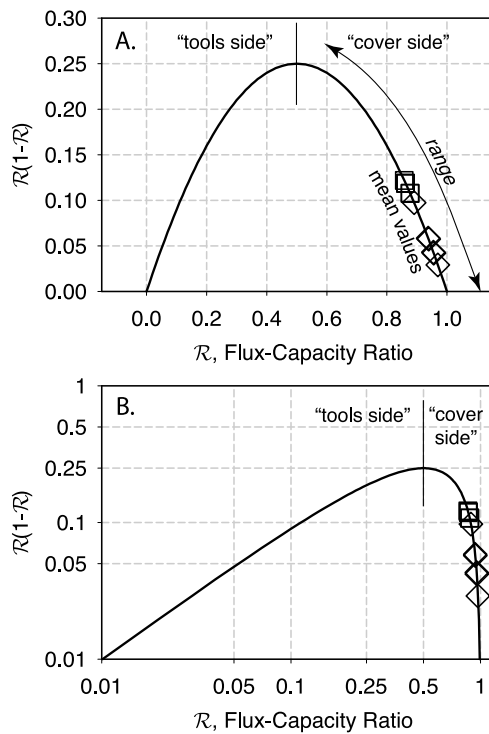 A.
“tools side”
“cover side”
0.30
0.25
0.20
0.15
0.10
0.05
0.00
ℛ(1-ℛ)
range
mean values
0.0 0.2 0.4 0.6 0.8 1.0
ℛ, Flux-Capacity Ratio
B.
“tools side”
“cover
side”
1
0.5
0.25
0.1
0.05
0.01
ℛ(1-ℛ)
0.01 0.05 0.1 0.25 0.5 1
ℛ, Flux-Capacity Ratio